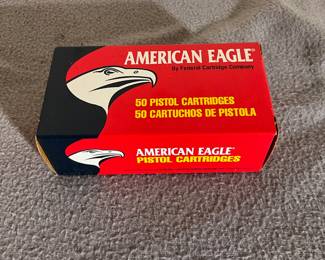 AMERICAN EAGLE
By Federal Cartridge Company
50 PISTOL CARTRIDGES
50 CARTUCHOS DE PISTOLA
AMERICAN EAGLE
PISTOL CARTRIDGES